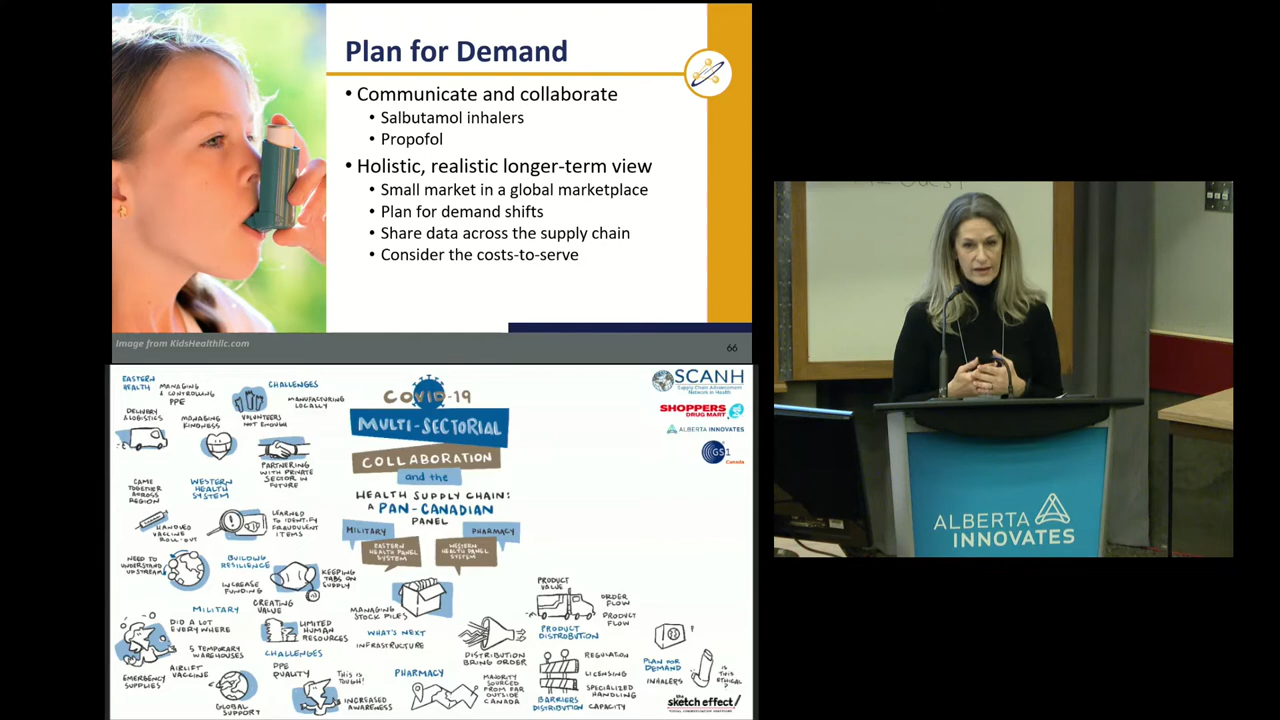 Plan for Demand
• Communicate and collaborate
• Salbutamol inhalers
• Propofol
• Holistic, realistic longer-term view
• Small market in a global marketplace
• Plan for demand shifts
• Share data across the supply chain
• Consider the costs-to-serve
Image from KidsHealthllc.com
66
EASTERN
HEALTH
MANAGING
& CONTROLLING
PPE
DELIVERY
& LOGISTICS
MANAGING
KINDNESS
CHALLENGES
MANUFACTURING
LOCALLY
VOLUNTEERS
NOT ENOUGH
PARTNERING
WITH PRIVATE
SECTOR IN
FUTURE
CAME
TOGETHER
ACROSS
REGION
WESTERN
HEALTH
SYSTEM
HANDLED
VACCINE
ROLL-OUT
LEARNED
TO IDENTIFY
FRAUDULENT
ITEMS
NEED TO
UNDERSTAND
UPSTREAM
BUILDING
RESILIENCE
INCREASE
FUNDING
KEEPING
TABS ON
SUPPLY
MILITARY
DID A LOT
EVERYWHERE
5 TEMPORARY
WAREHOUSES
AIRLIFT
VACCINE
EMERGENCY
SUPPLIES
GLOBAL
SUPPORT
CREATING
VALUE
LIMITED
HUMAN
RESOURCES
CHALLENGES
PPE
QUALITY
THIS IS
TOUGH!
INCREASED
AWARENESS
COVID-19
MULTI-SECTORIAL
COLLABORATION
and the
HEALTH SUPPLY CHAIN:
A PAN-CANADIAN
PANEL
MILITARY
PHARMACY
EASTERN
HEALTH PANEL
SYSTEM
WESTERN
HEALTH PANEL
SYSTEM
MANAGING
STOCK PILES
WHAT'S NEXT
INFRASTRUCTURE
PHARMACY
DISTRIBUTION
BRING ORDER
MAJORITY
SOURCED
FROM FAR
OUTSIDE
CANADA
PRODUCT
VALUE
ORDER
FLOW
PRODUCT
FLOW
PRODUCT
DISTRIBUTION
REGULATION
LICENSING
SPECIALIZED
HANDLING
CAPACITY
BARRIERS
DISTRIBUTION
PLAN FOR
DEMAND
INHALERS
IS
THIS
ETHICAL?
SCANH
Supply Chain Advancement
Network in Health
SHOPPERS
DRUG MART
ALBERTA INNOVATES
GS1
Canada
the
sketch effect/
ALBERTA
INNOVATES